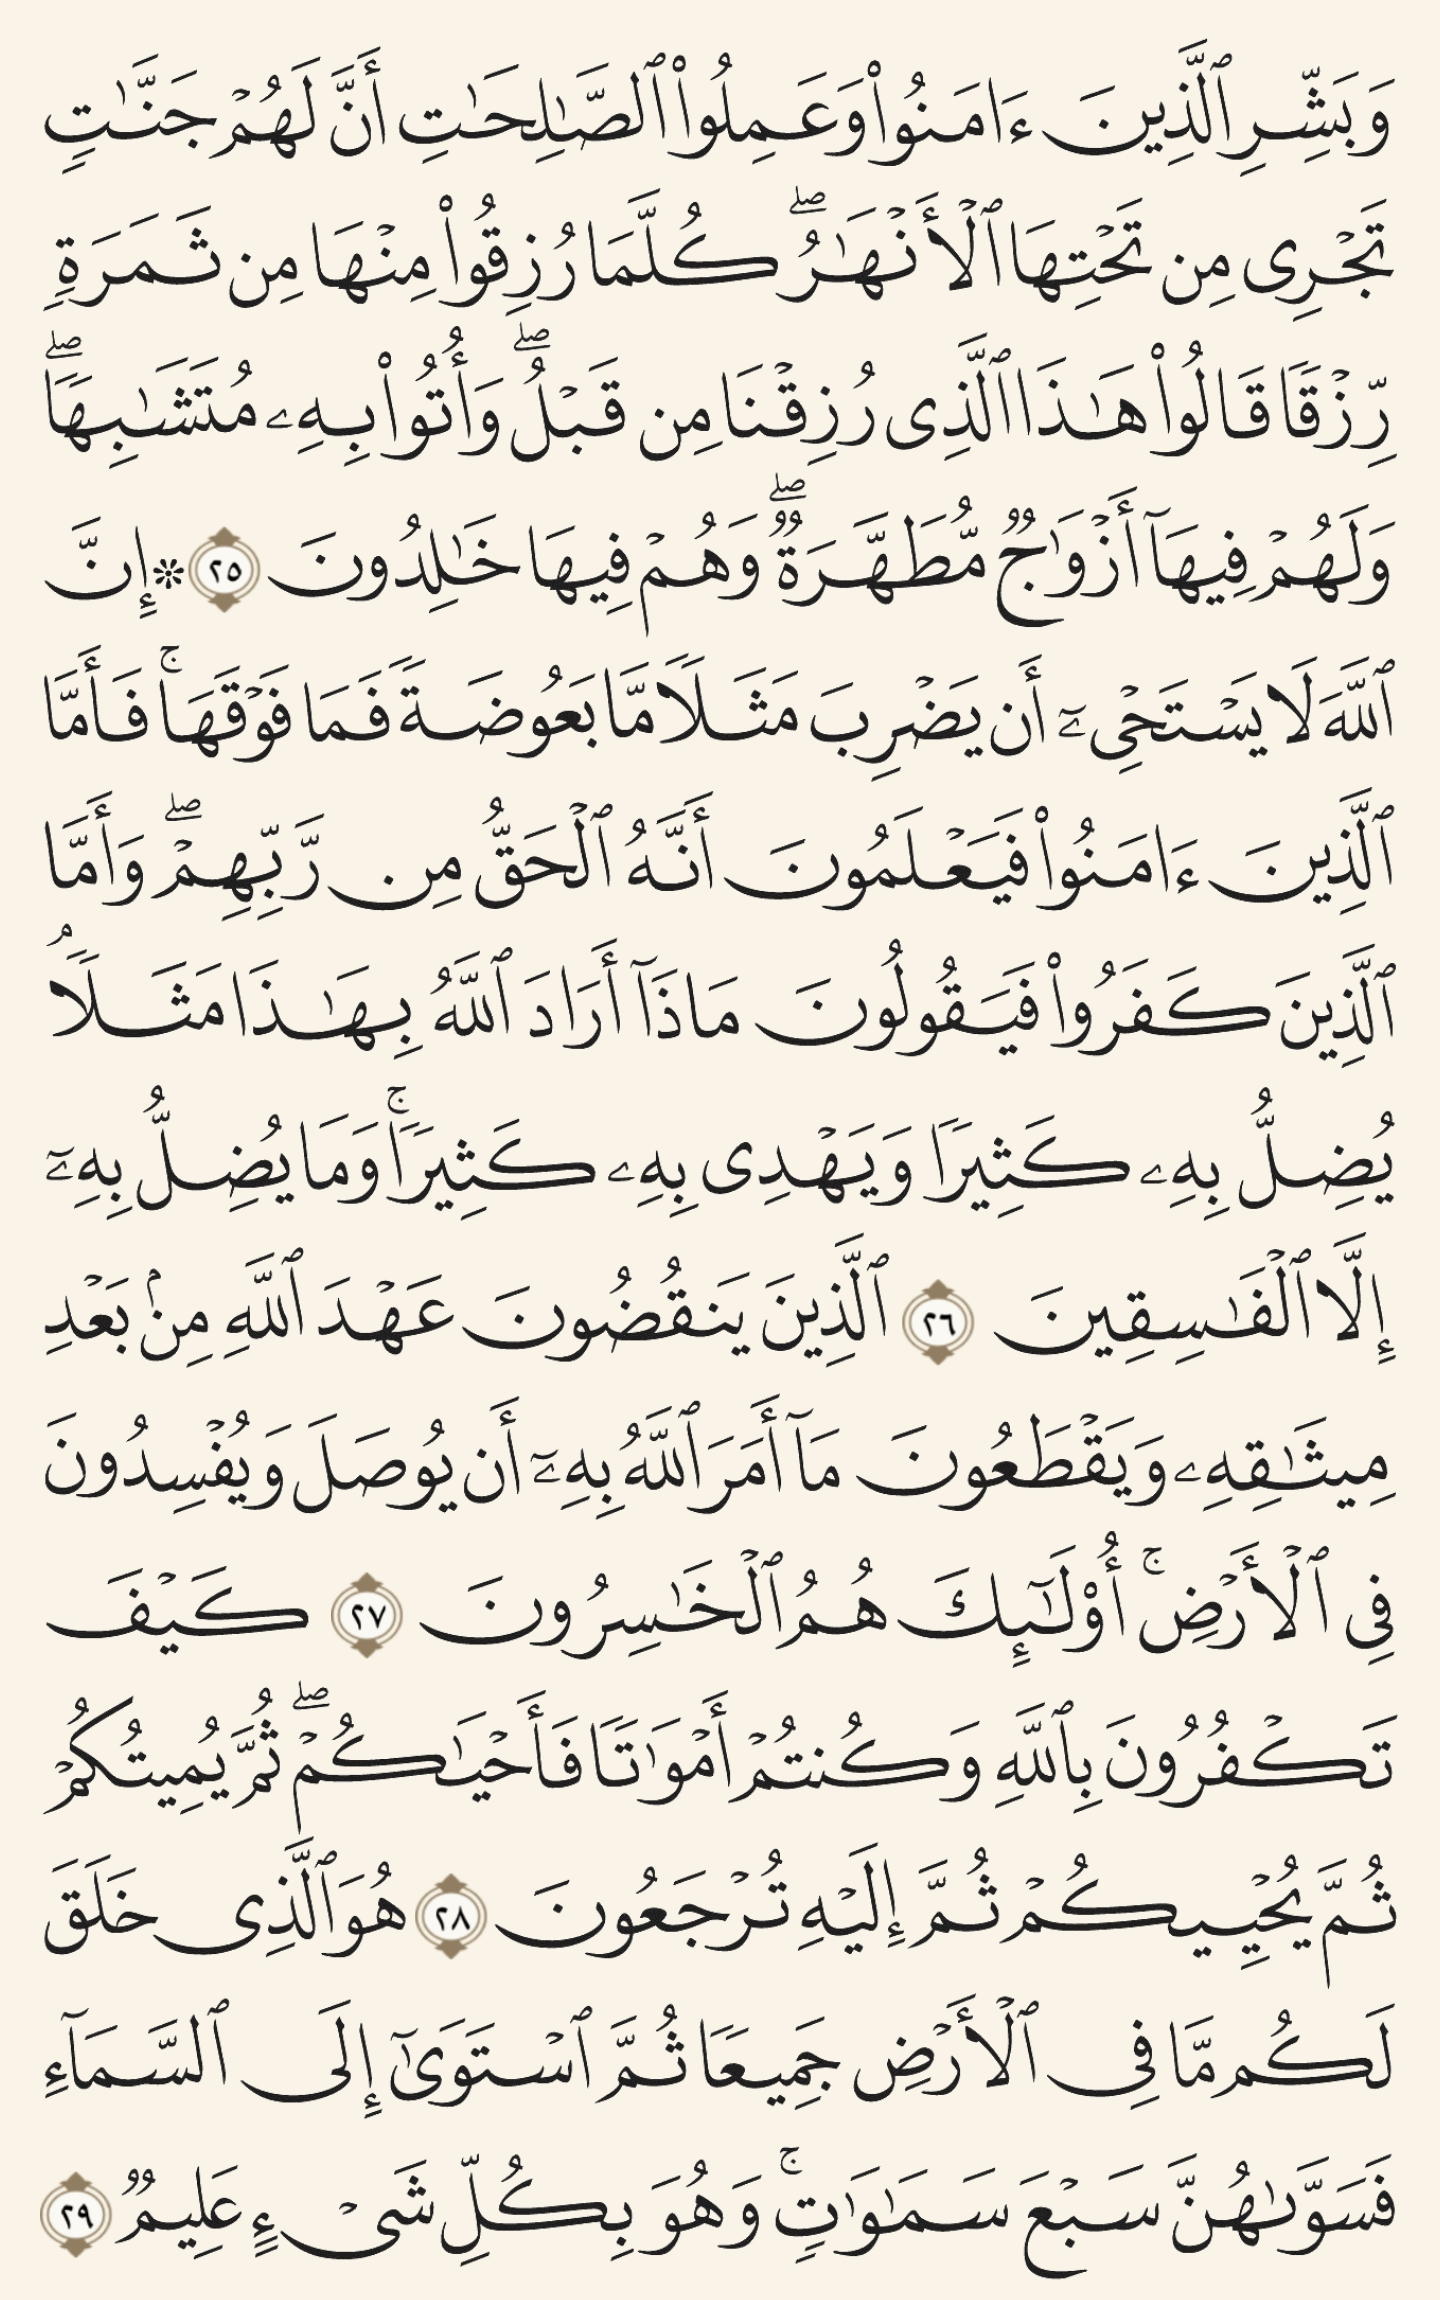 وَبَشِّرِ ٱلَّذِينَ ءَامَنُوا۟ وَعَمِلُوا۟ ٱلصَّـٰلِحَـٰتِ أَنَّ لَهُمْ جَنَّـٰتٍ
تَجْرِى مِن تَحْتِهَا ٱلْأَنْهَـٰرُ ۖ كُلَّمَا رُزِقُوا۟ مِنْهَا مِن ثَمَرَةٍ
رِّزْقًا قَالُوا۟ هَـٰذَا ٱلَّذِى رُزِقْنَا مِن قَبْلُ ۖ وَأُتُوا۟ بِهِۦ مُتَشَـٰبِهًا ۖ
وَلَهُمْ فِيهَآ أَزْوَٰجٌ مُّطَهَّرَةٌ ۖ وَهُمْ فِيهَا خَـٰلِدُونَ ٢٥ ۞ إِنَّ
ٱللَّهَ لَا يَسْتَحْىِۦٓ أَن يَضْرِبَ مَثَلًا مَّا بَعُوضَةً فَمَا فَوْقَهَا ۚ فَأَمَّا
ٱلَّذِينَ ءَامَنُوا۟ فَيَعْلَمُونَ أَنَّهُ ٱلْحَقُّ مِن رَّبِّهِمْ ۖ وَأَمَّا
ٱلَّذِينَ كَفَرُوا۟ فَيَقُولُونَ مَاذَآ أَرَادَ ٱللَّهُ بِهَـٰذَا مَثَلًا ۘ
يُضِلُّ بِهِۦ كَثِيرًا وَيَهْدِى بِهِۦ كَثِيرًا ۚ وَمَا يُضِلُّ بِهِۦٓ
إِلَّا ٱلْفَـٰسِقِينَ ٢٦ ٱلَّذِينَ يَنقُضُونَ عَهْدَ ٱللَّهِ مِنۢ بَعْدِ
مِيثَـٰقِهِۦ وَيَقْطَعُونَ مَآ أَمَرَ ٱللَّهُ بِهِۦٓ أَن يُوصَلَ وَيُفْسِدُونَ
فِى ٱلْأَرْضِ ۚ أُو۟لَـٰٓئِكَ هُمُ ٱلْخَـٰسِرُونَ ٢٧ كَيْفَ
تَكْفُرُونَ بِٱللَّهِ وَكُنتُمْ أَمْوَٰتًا فَأَحْيَـٰكُمْ ۖ ثُمَّ يُمِيتُكُمْ
ثُمَّ يُحْيِيكُمْ ثُمَّ إِلَيْهِ تُرْجَعُونَ ٢٨ هُوَ ٱلَّذِى خَلَقَ
لَكُم مَّا فِى ٱلْأَرْضِ جَمِيعًا ثُمَّ ٱسْتَوَىٰٓ إِلَى ٱلسَّمَآءِ
فَسَوَّىٰهُنَّ سَبْعَ سَمَـٰوَٰتٍ ۚ وَهُوَ بِكُلِّ شَىْءٍ عَلِيمٌ ٢٩